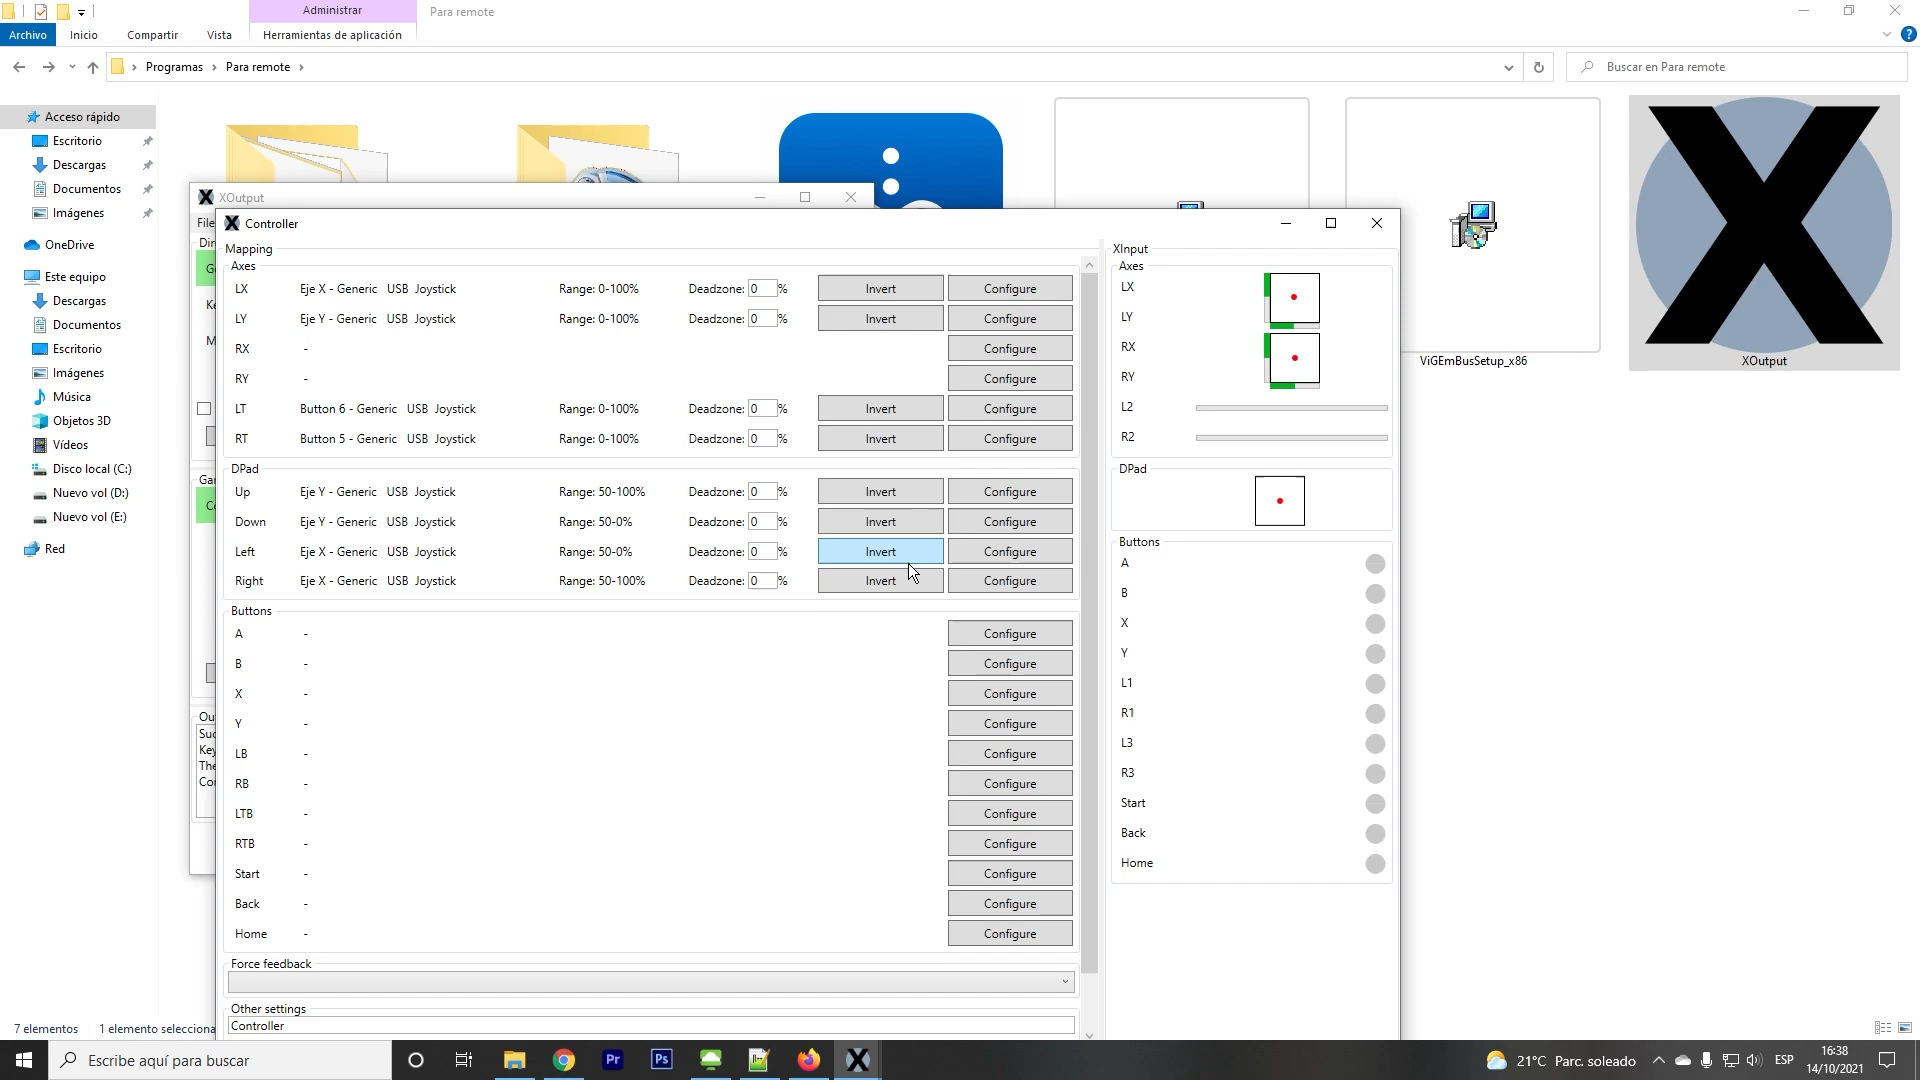 Administrar
Para remote
Archivo
Inicio
Compartir
Vista
Herramientas de aplicación
Programas
Para remote
Buscar en Para remote
Acceso rápido
Escritorio
Descargas
Documentos
Imágenes
OneDrive
Este equipo
Descargas
Documentos
Escritorio
Imágenes
Música
Objetos 3D
Vídeos
Disco local (C:)
Nuevo vol (D:)
Nuevo vol (E:)
Red
ViGEmBusSetup_x86
XOutput
XOutput
File
Controller
Mapping
Axes
LX Eje X - Generic USB Joystick Range: 0-100% Deadzone: 0 % Invert Configure
LY Eje Y - Generic USB Joystick Range: 0-100% Deadzone: 0 % Invert Configure
RX - Configure
RY - Configure
LT Button 6 - Generic USB Joystick Range: 0-100% Deadzone: 0 % Invert Configure
RT Button 5 - Generic USB Joystick Range: 0-100% Deadzone: 0 % Invert Configure
DPad
Up Eje Y - Generic USB Joystick Range: 50-100% Deadzone: 0 % Invert Configure
Down Eje Y - Generic USB Joystick Range: 50-0% Deadzone: 0 % Invert Configure
Left Eje X - Generic USB Joystick Range: 50-0% Deadzone: 0 % Invert Configure
Right Eje X - Generic USB Joystick Range: 50-100% Deadzone: 0 % Invert Configure
Buttons
A - Configure
B - Configure
X - Configure
Y - Configure
LB - Configure
RB - Configure
LTB - Configure
RTB - Configure
Start - Configure
Back - Configure
Home - Configure
Force feedback
Other settings
Controller
XInput
Axes
LX
LY
RX
RY
L2
R2
DPad
Buttons
A
B
X
Y
L1
R1
L3
R3
Start
Back
Home
7 elementos
1 elemento selecciona
Escribe aquí para buscar
Pr
Ps
21°C Parc. soleado
ESP
16:38
14/10/2021